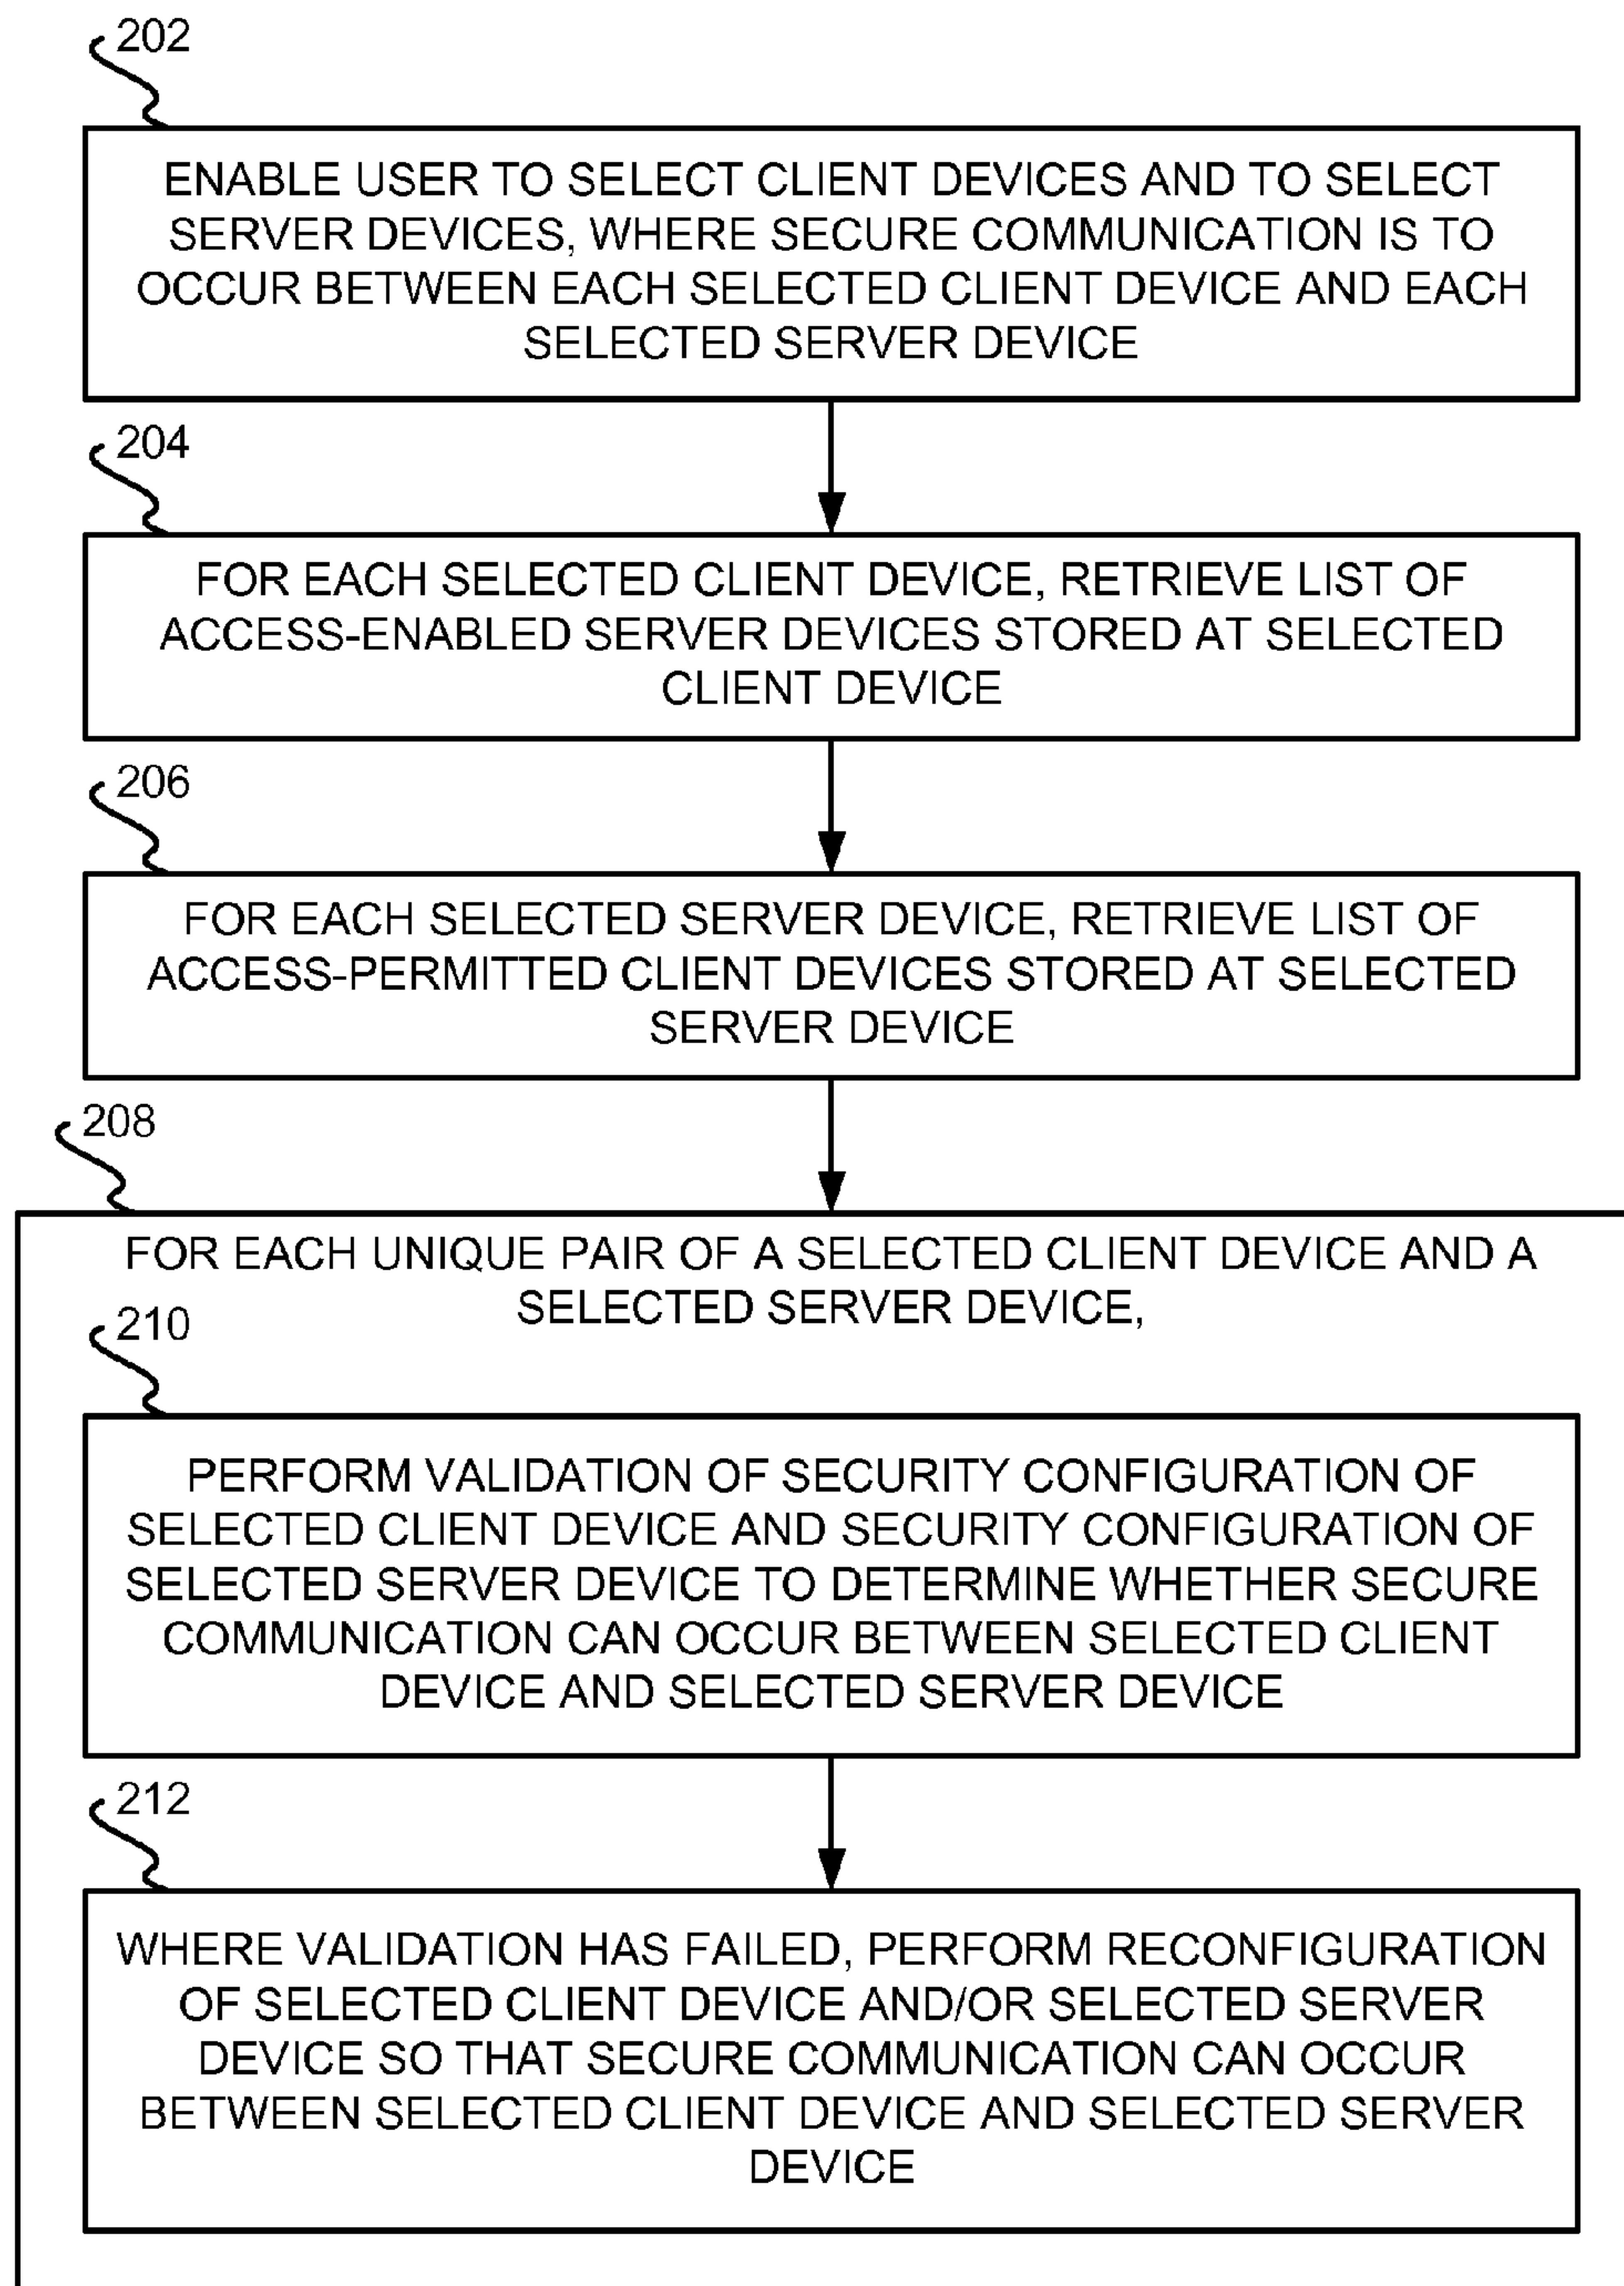 202
ENABLE USER TO SELECT CLIENT DEVICES AND TO SELECT
SERVER DEVICES, WHERE SECURE COMMUNICATION IS TO
OCCUR BETWEEN EACH SELECTED CLIENT DEVICE AND EACH
SELECTED SERVER DEVICE
204
FOR EACH SELECTED CLIENT DEVICE, RETRIEVE LIST OF
ACCESS-ENABLED SERVER DEVICES STORED AT SELECTED
CLIENT DEVICE
206
FOR EACH SELECTED SERVER DEVICE, RETRIEVE LIST OF
ACCESS-PERMITTED CLIENT DEVICES STORED AT SELECTED
SERVER DEVICE
208
FOR EACH UNIQUE PAIR OF A SELECTED CLIENT DEVICE AND A
SELECTED SERVER DEVICE,
210
PERFORM VALIDATION OF SECURITY CONFIGURATION OF
SELECTED CLIENT DEVICE AND SECURITY CONFIGURATION OF
SELECTED SERVER DEVICE TO DETERMINE WHETHER SECURE
COMMUNICATION CAN OCCUR BETWEEN SELECTED CLIENT
DEVICE AND SELECTED SERVER DEVICE
212
WHERE VALIDATION HAS FAILED, PERFORM RECONFIGURATION
OF SELECTED CLIENT DEVICE AND/OR SELECTED SERVER
DEVICE SO THAT SECURE COMMUNICATION CAN OCCUR
BETWEEN SELECTED CLIENT DEVICE AND SELECTED SERVER
DEVICE